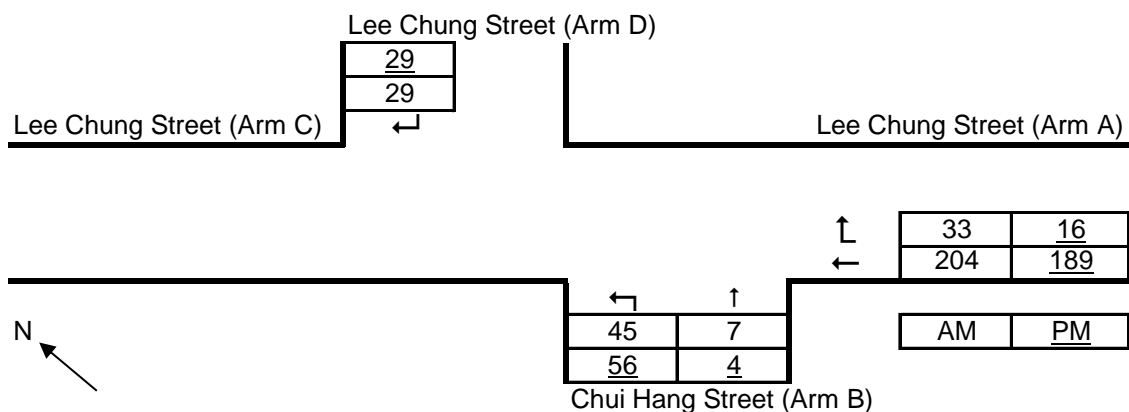 Lee Chung Street (Arm D)
29
29
Lee Chung Street (Arm C)
Lee Chung Street (Arm A)
33 16
204 189
45 7
56 4
N
AM PM
Chui Hang Street (Arm B)